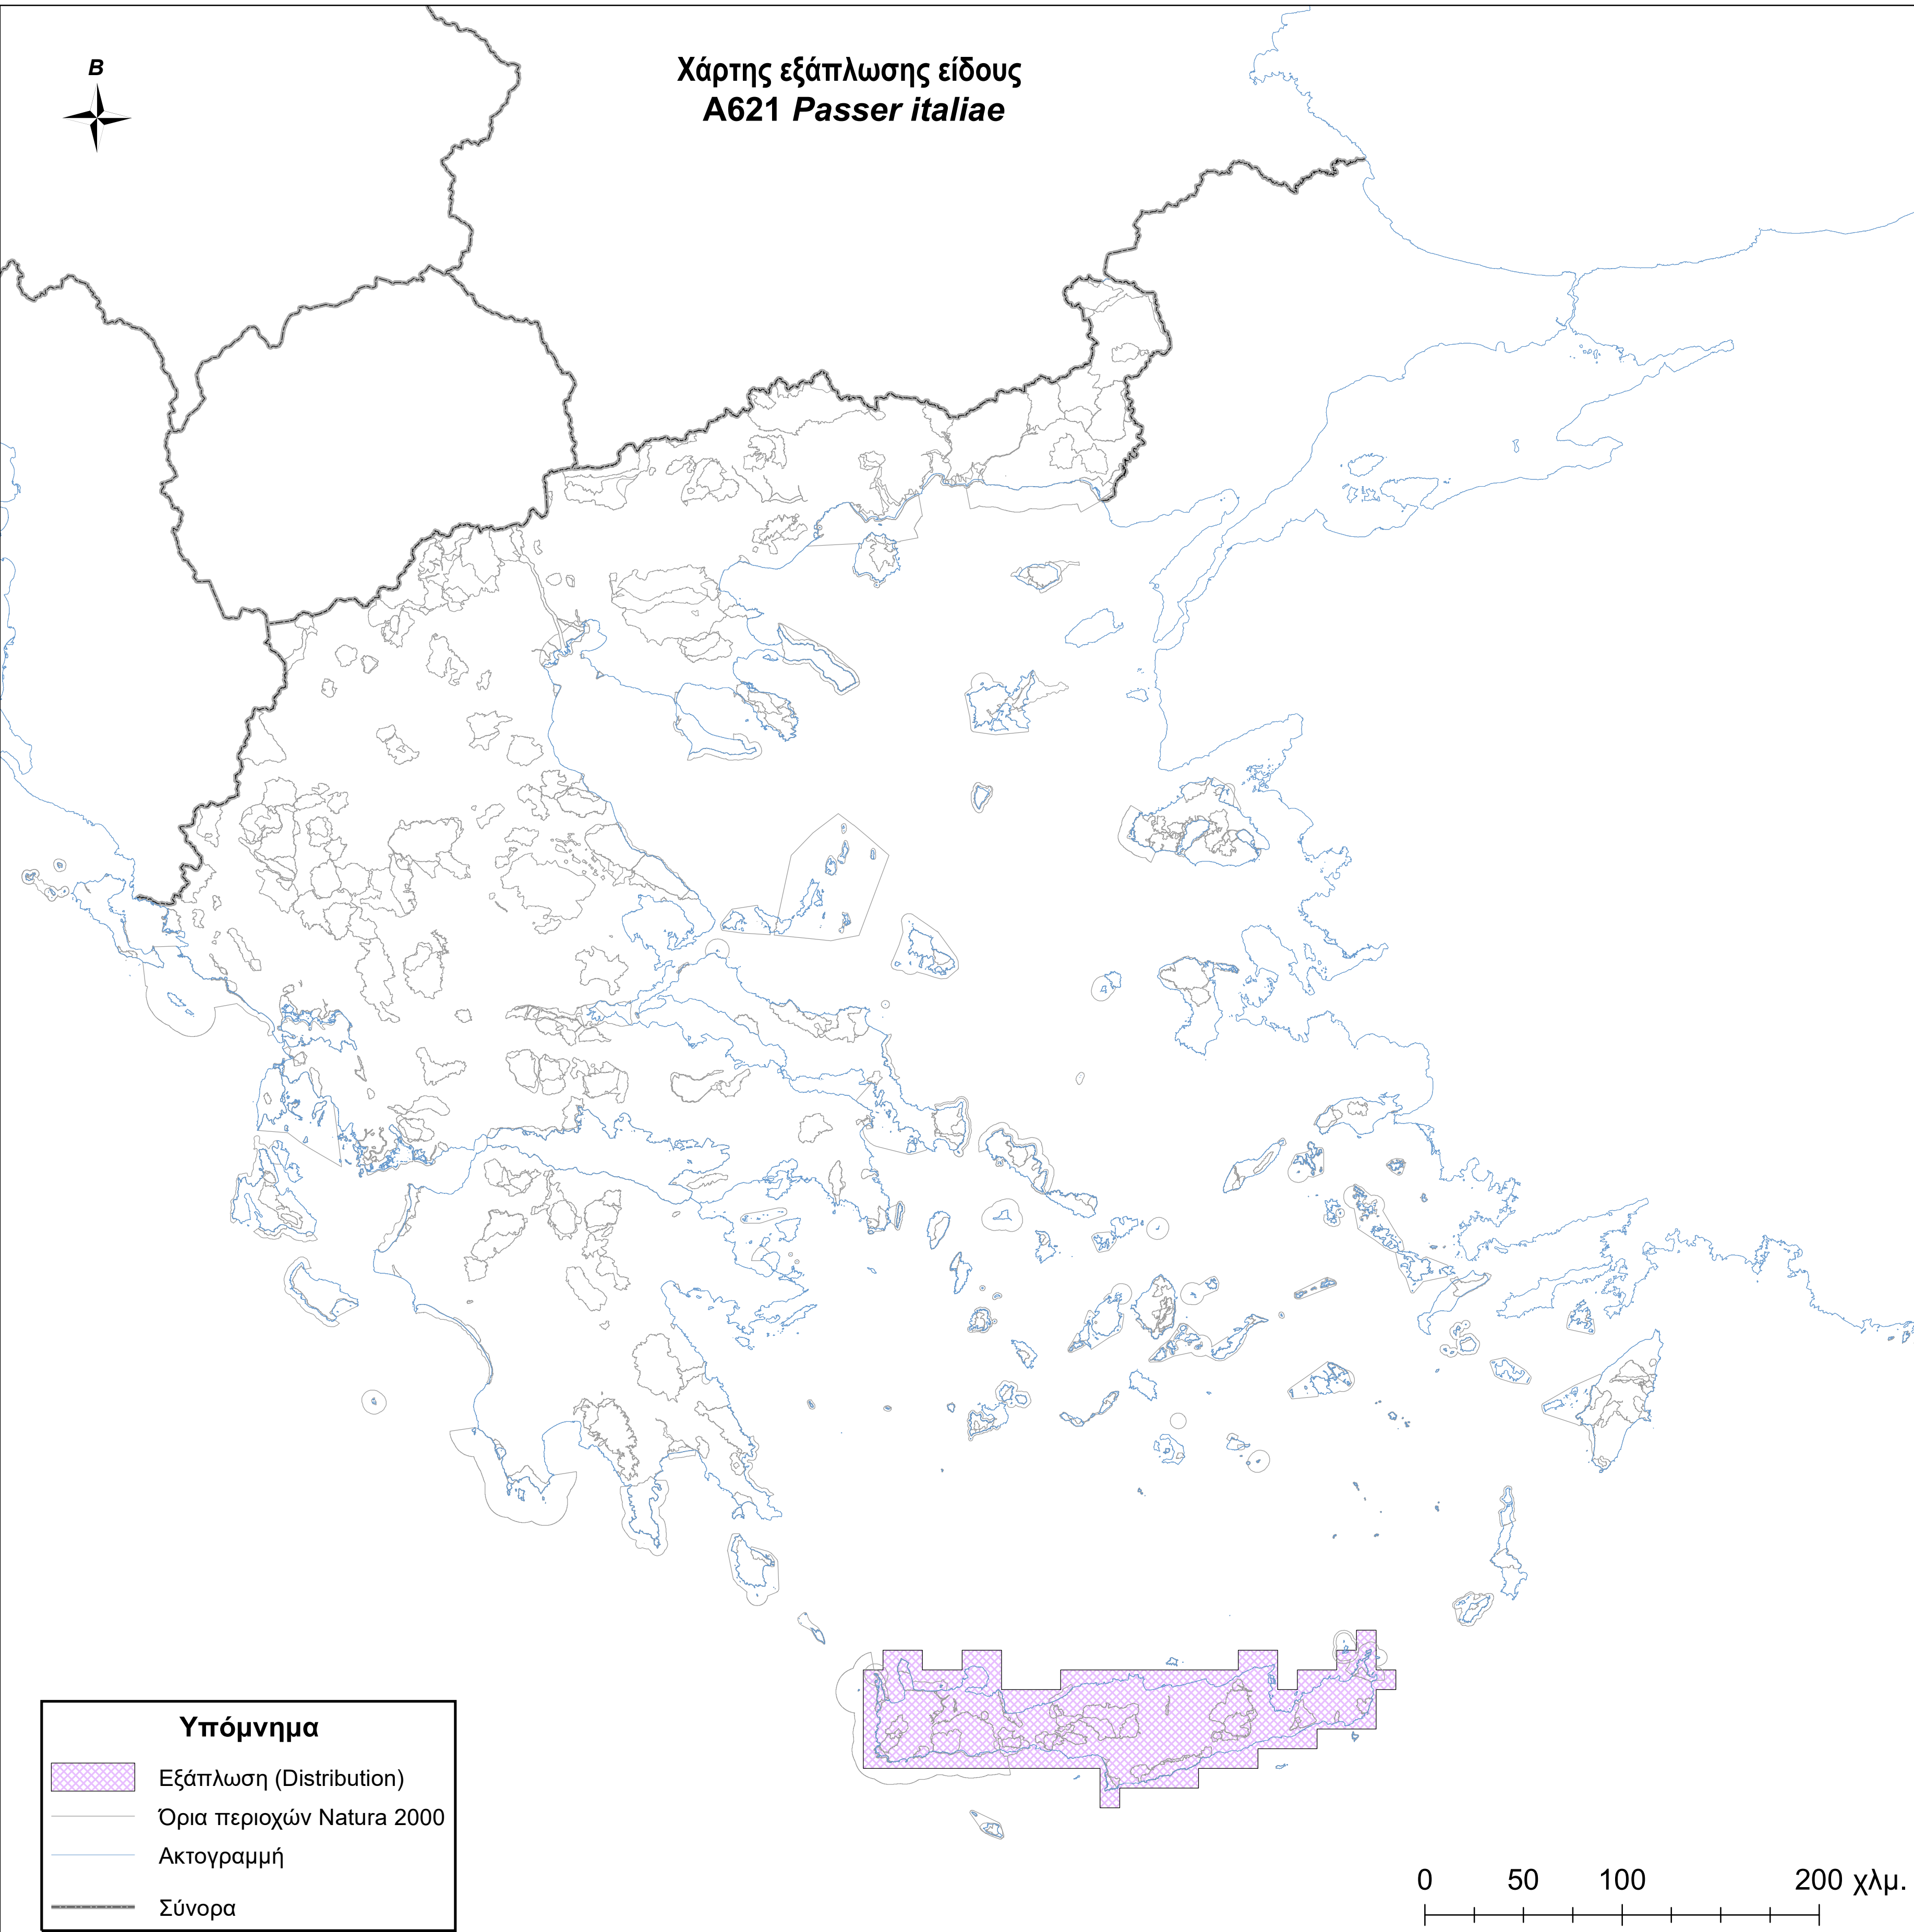 Β
Χάρτης εξάπλωσης είδους
A621 Passer italiae
Υπόμνημα
Εξάπλωση (Distribution)
Όρια περιοχών Natura 2000
Ακτογραμμή
Σύνορα
0 50 100 200 χλμ.